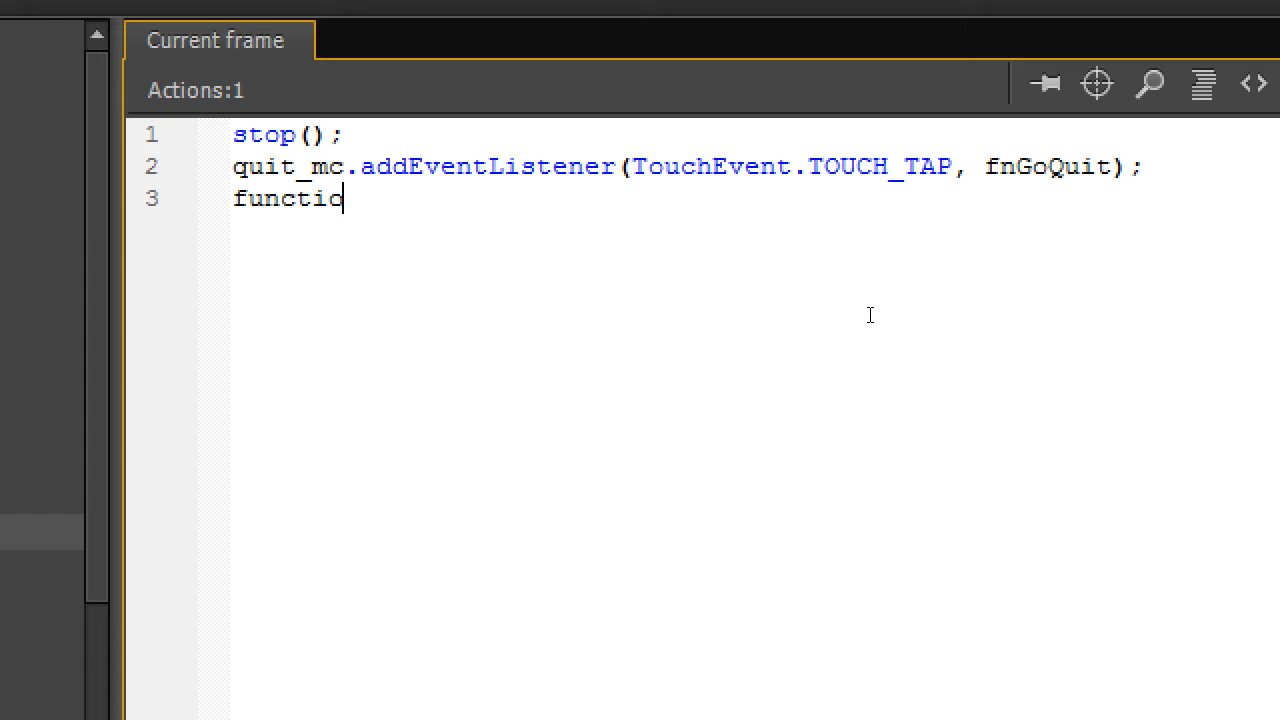 Current frame
Actions:1
1 stop();
2 quit_mc.addEventListener(TouchEvent.TOUCH_TAP, fnGoQuit);
3 functio